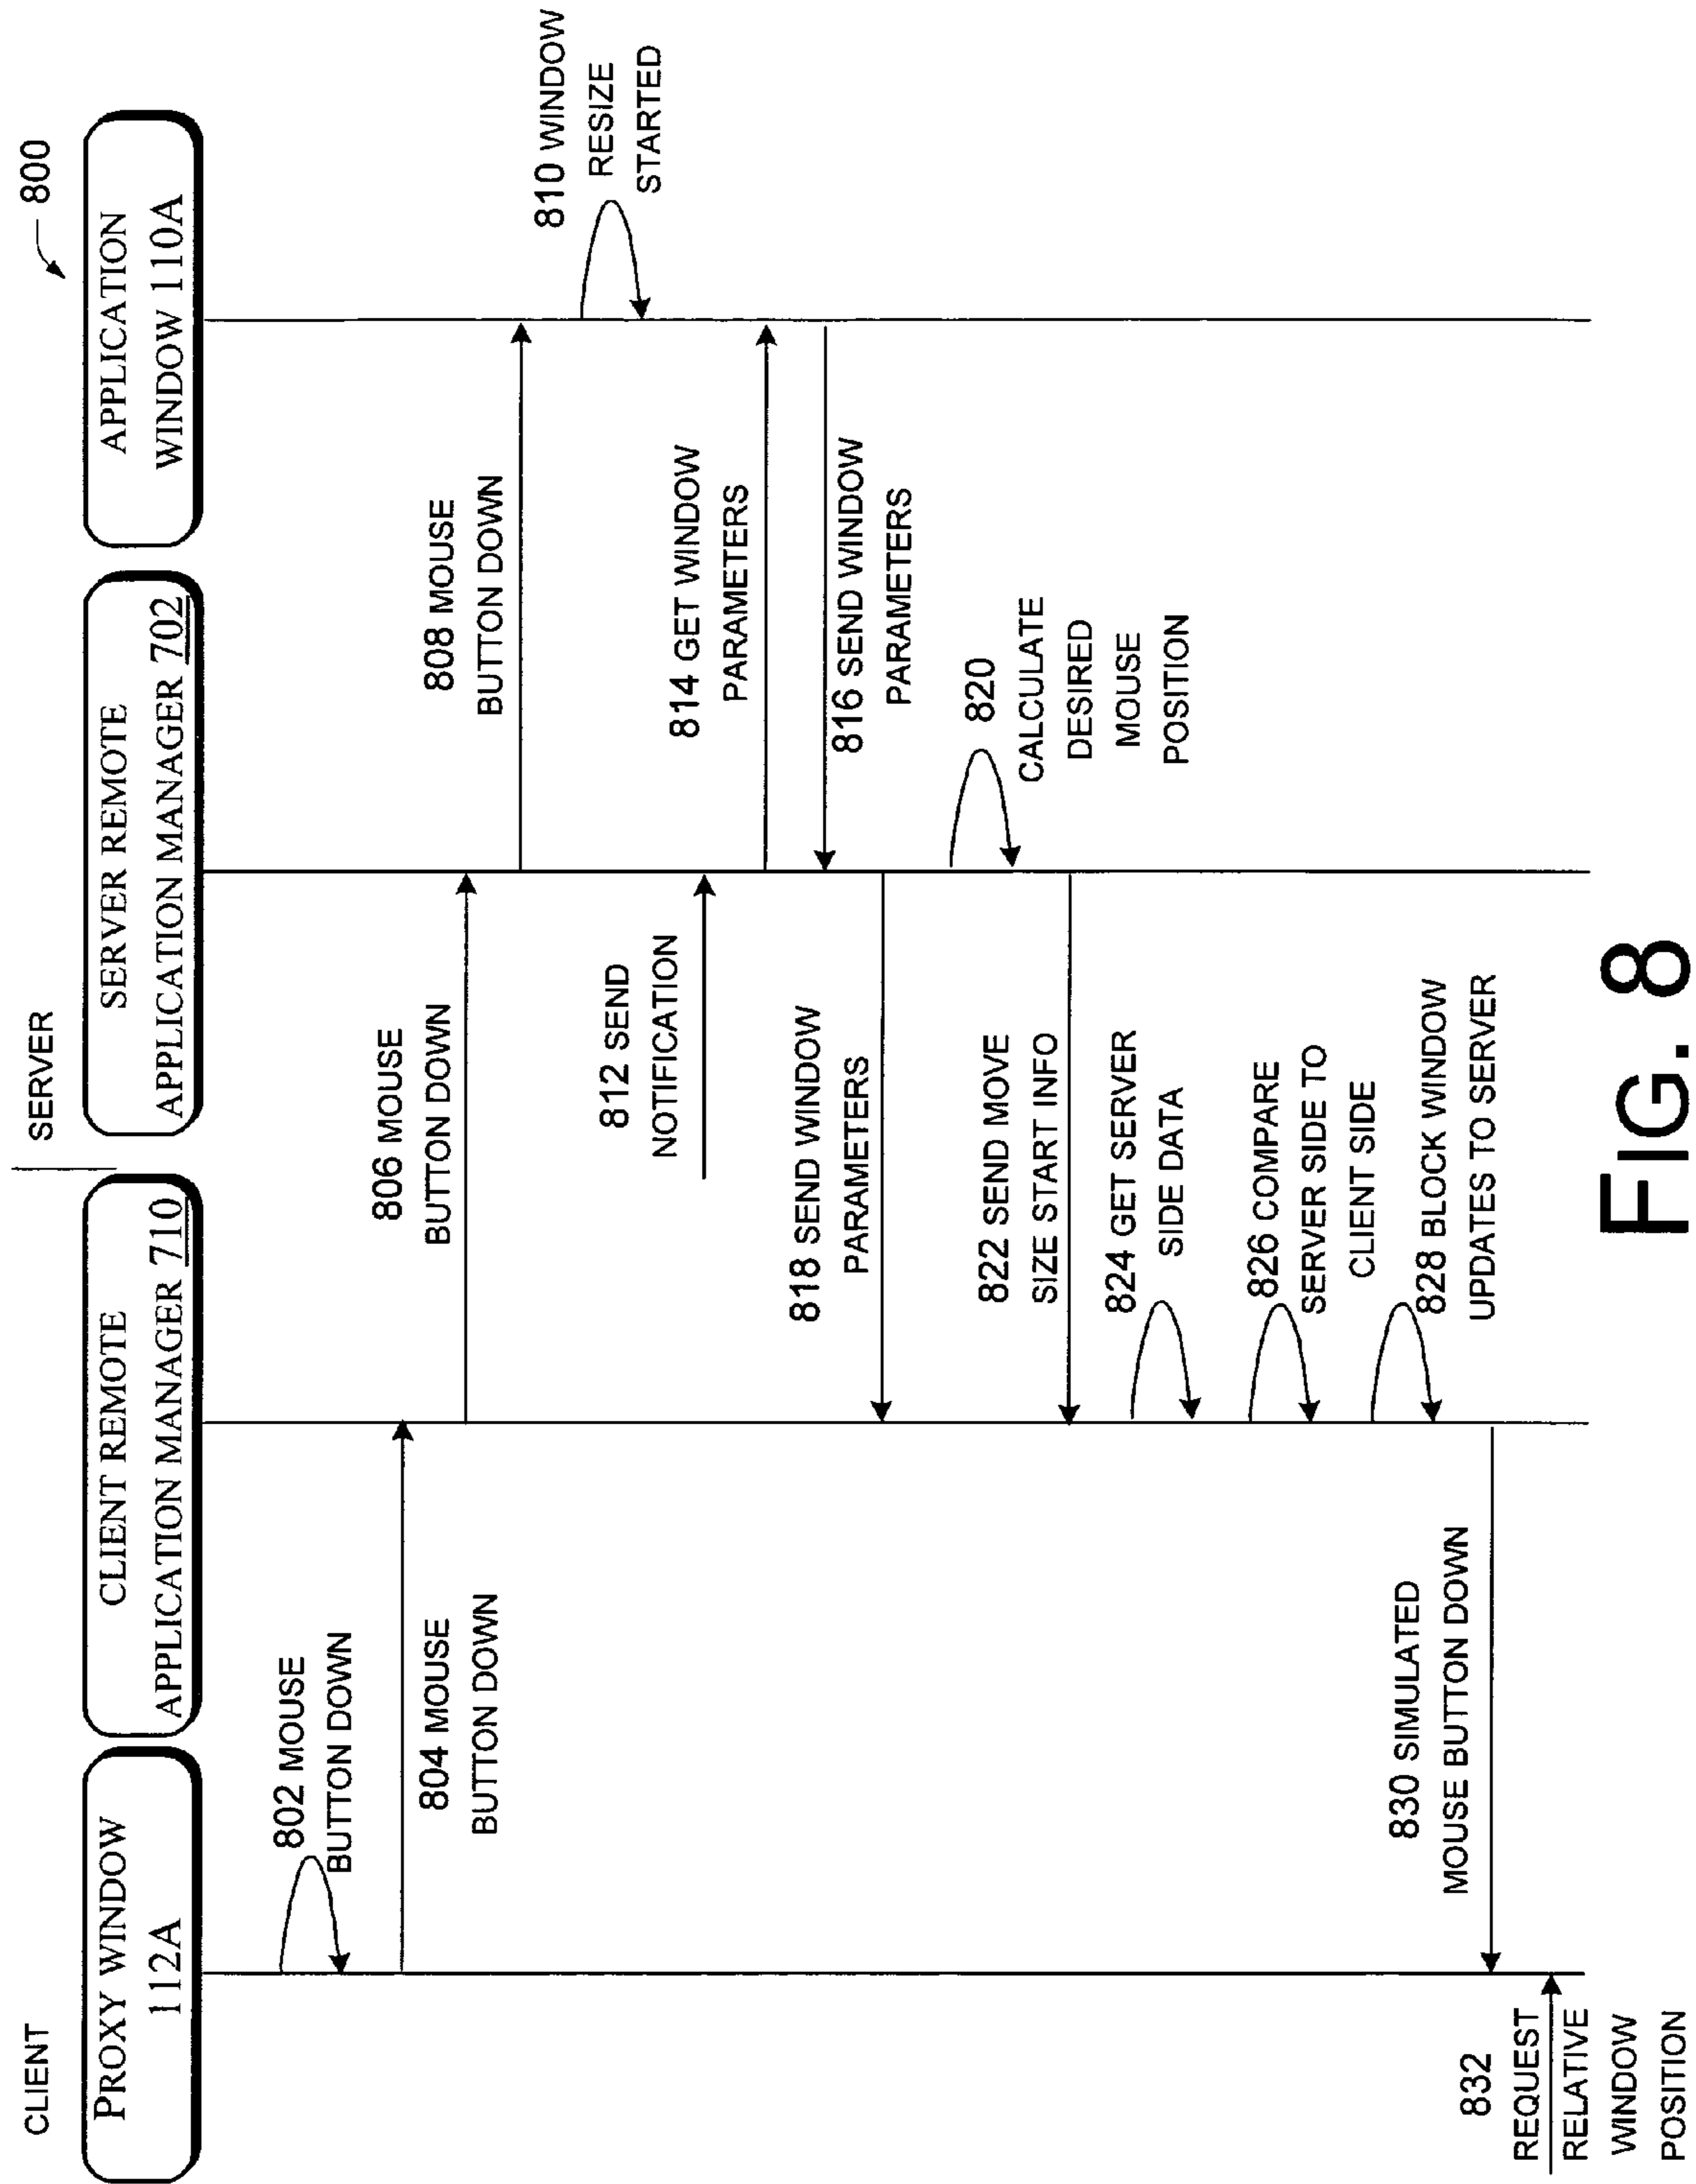 800
CLIENT
SERVER
PROXY WINDOW
112A
CLIENT REMOTE
APPLICATION MANAGER 710
SERVER REMOTE
APPLICATION MANAGER 702
APPLICATION
WINDOW 110A
802 MOUSE
BUTTON DOWN
804 MOUSE
BUTTON DOWN
806 MOUSE
BUTTON DOWN
808 MOUSE
BUTTON DOWN
810 WINDOW
RESIZE
STARTED
812 SEND
NOTIFICATION
814 GET WINDOW
PARAMETERS
816 SEND WINDOW
PARAMETERS
818 SEND WINDOW
PARAMETERS
820
CALCULATE
DESIRED
MOUSE
POSITION
822 SEND MOVE
SIZE START INFO
824 GET SERVER
SIDE DATA
826 COMPARE
SERVER SIDE TO
CLIENT SIDE
828 BLOCK WINDOW
UPDATES TO SERVER
830 SIMULATED
MOUSE BUTTON DOWN
832
REQUEST
RELATIVE
WINDOW
POSITION
FIG. 8